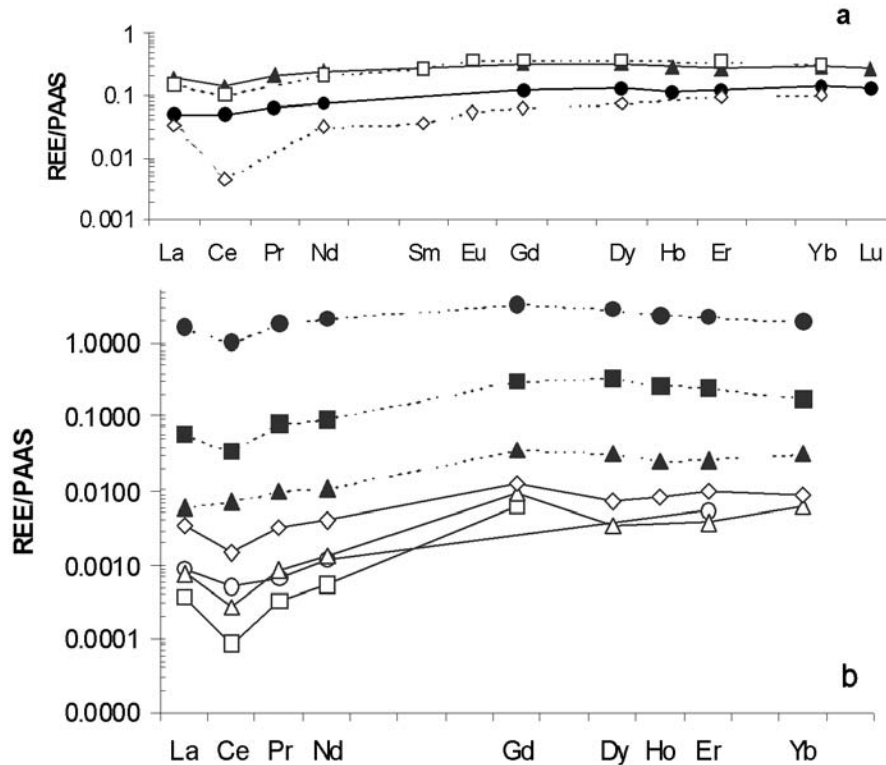 a
REE/PAAS
1
0.1
0.01
0.001
La Ce Pr Nd Sm Eu Gd Dy Ho Er Yb Lu
REE/PAAS
1.0000
0.1000
0.0100
0.0010
0.0001
0.0000
b
La Ce Pr Nd Gd Dy Ho Er Yb